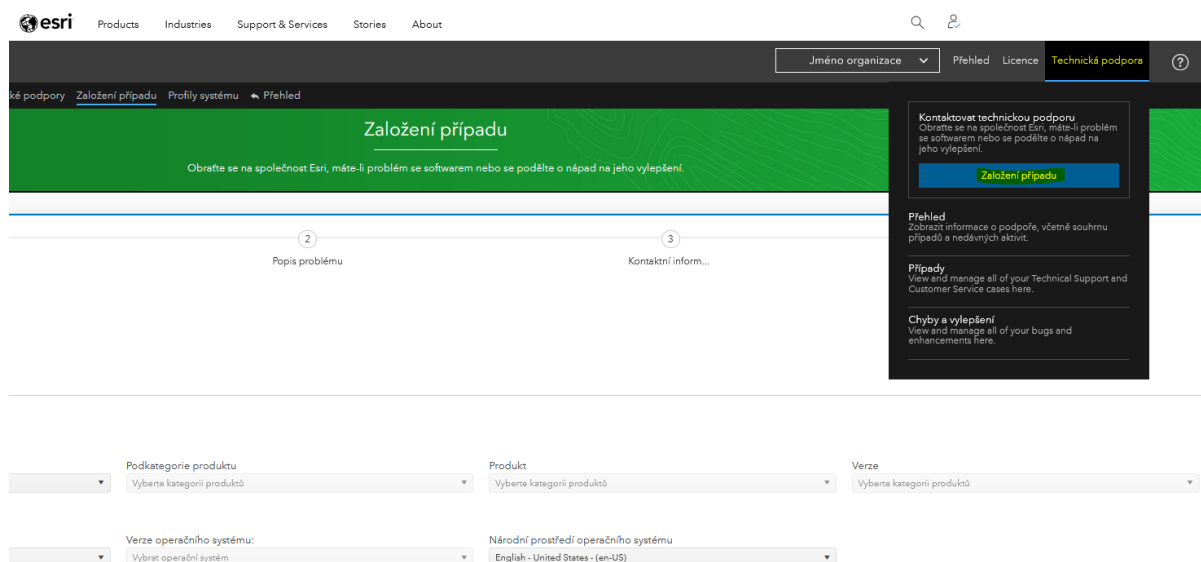 esri
Products Industries Support & Services Stories About
Jméno organizace Přehled Licence Technická podpora
ké podpory Založení případu Profily systému Přehled
Založení případu
Obraťte se na společnost Esri, máte-li problém se softwarem nebo se podělte o nápad na jeho vylepšení.
Kontaktovat technickou podporu
Obraťte se na společnost Esri, máte-li problém
se softwarem nebo se podělte o nápad na
jeho vylepšení.
Založení případu
Přehled
Zobrazit informace o podpoře, včetně souhrnu
případů a nedávných aktivit.
Případy
View and manage all of your Technical Support and
Customer Service cases here.
Chyby a vylepšení
View and manage all of your bugs and
enhancements here.
2 3
Popis problému Kontaktní inform...
Podkategorie produktu Produkt Verze
Vyberte kategorii produktů Vyberte kategorii produktů Vyberte kategorii produktů
Verze operačního systému: Národní prostředí operačního systému
Vybrat operační systém English - United States - (en-US)